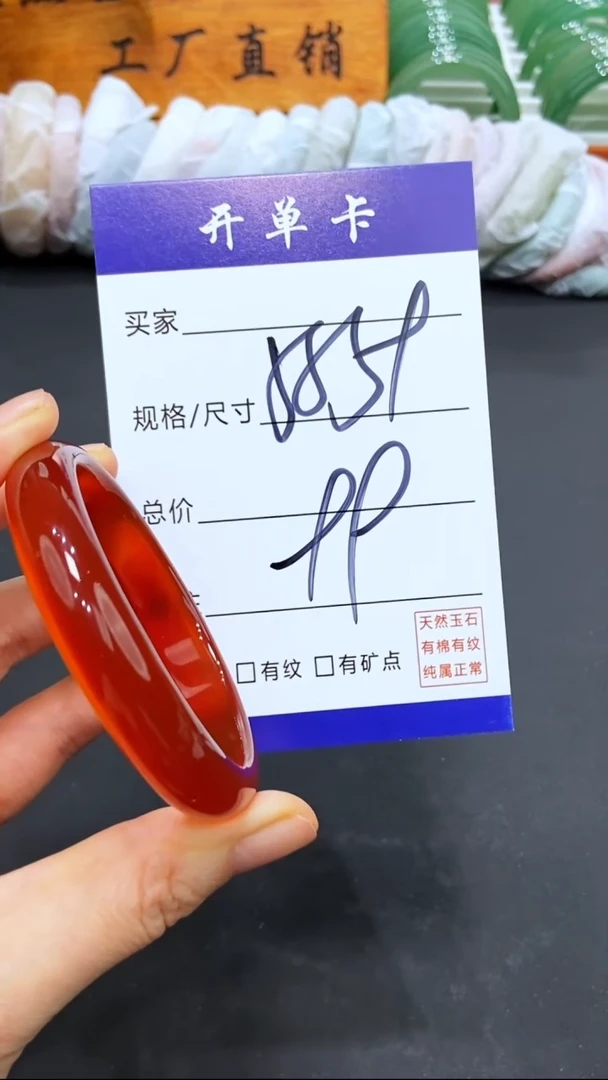 工厂直销
开单卡
买家
规格/尺寸
总价
□有纹 □有矿点
天然玉石
有棉有纹
纯属正常